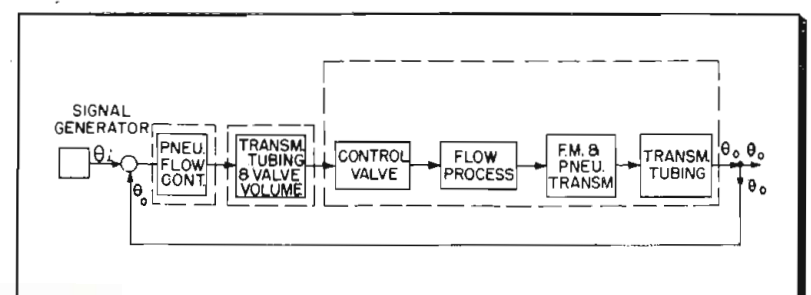 SIGNAL
GENERATOR
θi
θo
PNEU.
FLOW
CONT.
TRANSM.
TUBING
& VALVE
VOLUME
CONTROL
VALVE
FLOW
PROCESS
F.M. &
PNEU.
TRANSM
TRANSM.
TUBING
θo θo
θo